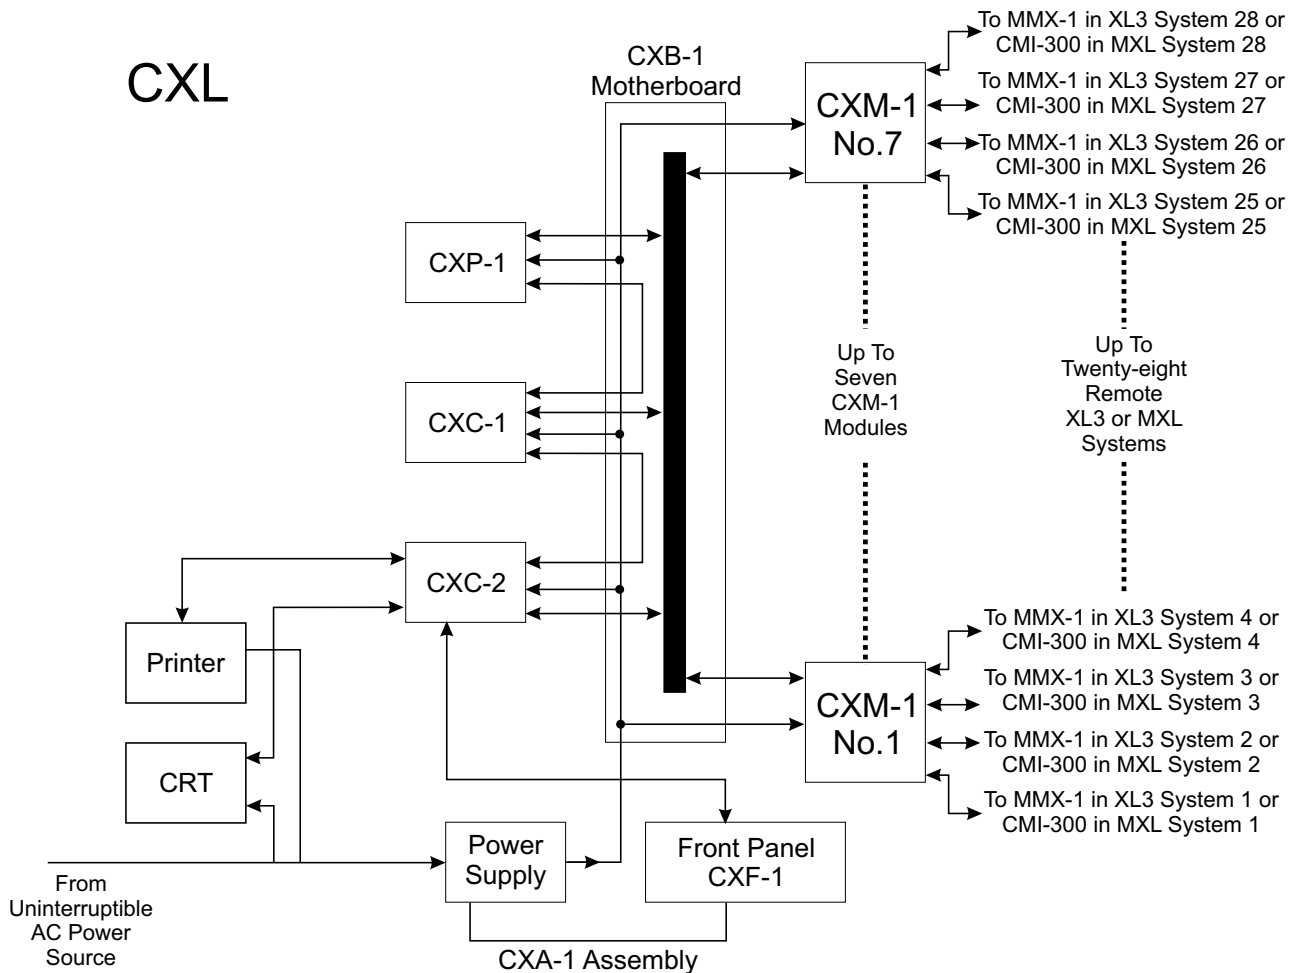 CXL
CXB-1
Motherboard
CXM-1
No.7
To MMX-1 in XL3 System 28 or
CMI-300 in MXL System 28
To MMX-1 in XL3 System 27 or
CMI-300 in MXL System 27
To MMX-1 in XL3 System 26 or
CMI-300 in MXL System 26
To MMX-1 in XL3 System 25 or
CMI-300 in MXL System 25
CXP-1
CXC-1
Up To
Seven
CXM-1
Modules
Up To
Twenty-eight
Remote
XL3 or MXL
Systems
CXC-2
Printer
CRT
CXM-1
No.1
To MMX-1 in XL3 System 4 or
CMI-300 in MXL System 4
To MMX-1 in XL3 System 3 or
CMI-300 in MXL System 3
To MMX-1 in XL3 System 2 or
CMI-300 in MXL System 2
To MMX-1 in XL3 System 1 or
CMI-300 in MXL System 1
Power
Supply
Front Panel
CXF-1
From
Uninterruptible
AC Power
Source
CXA-1 Assembly